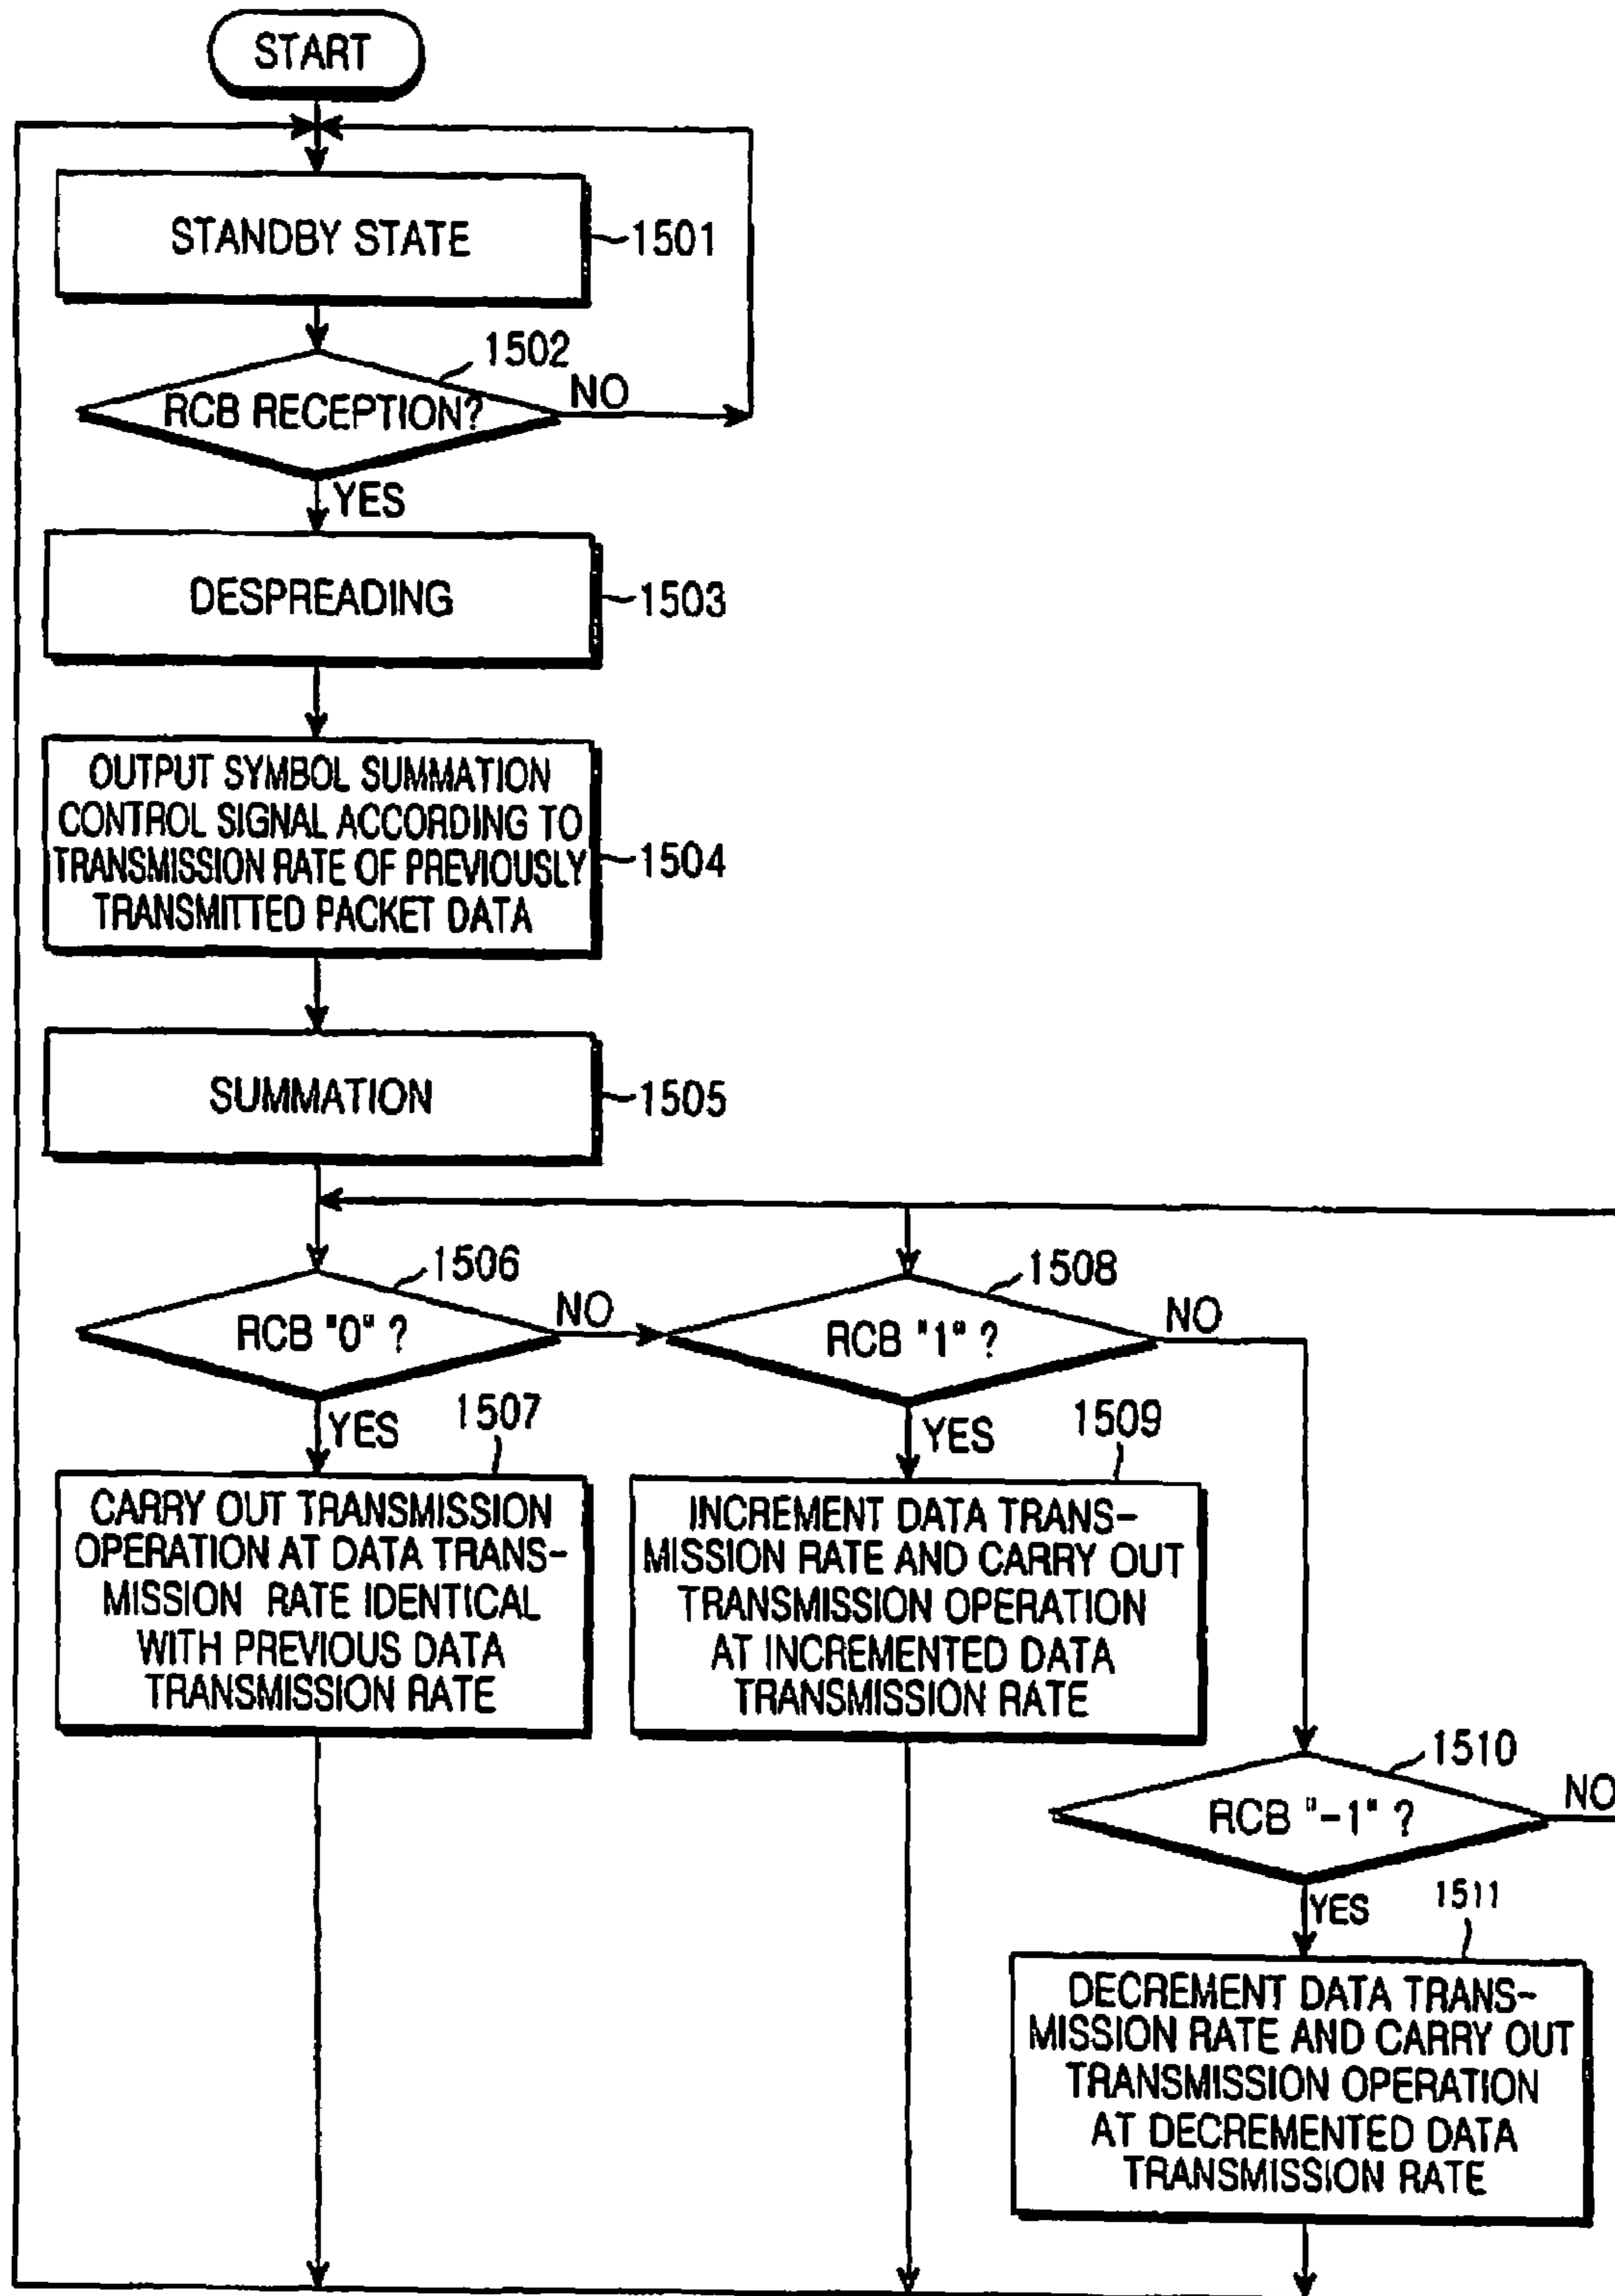 START
STANDBY STATE
1501
1502
RCB RECEPTION?
NO
YES
DESPREADING
1503
OUTPUT SYMBOL SUMMATION
CONTROL SIGNAL ACCORDING TO
TRANSMISSION RATE OF PREVIOUSLY
TRANSMITTED PACKET DATA
1504
SUMMATION
1505
1506
RCB "0" ?
NO
YES
1508
RCB "1" ?
NO
YES
1507
CARRY OUT TRANSMISSION
OPERATION AT DATA TRANS-
MISSION RATE IDENTICAL
WITH PREVIOUS DATA
TRANSMISSION RATE
1509
INCREMENT DATA TRANS-
MISSION RATE AND CARRY OUT
TRANSMISSION OPERATION
AT INCREMENTED DATA
TRANSMISSION RATE
1510
RCB "-1" ?
NO
YES
1511
DECREMENT DATA TRANS-
MISSION RATE AND CARRY OUT
TRANSMISSION OPERATION
AT DECREMENTED DATA
TRANSMISSION RATE